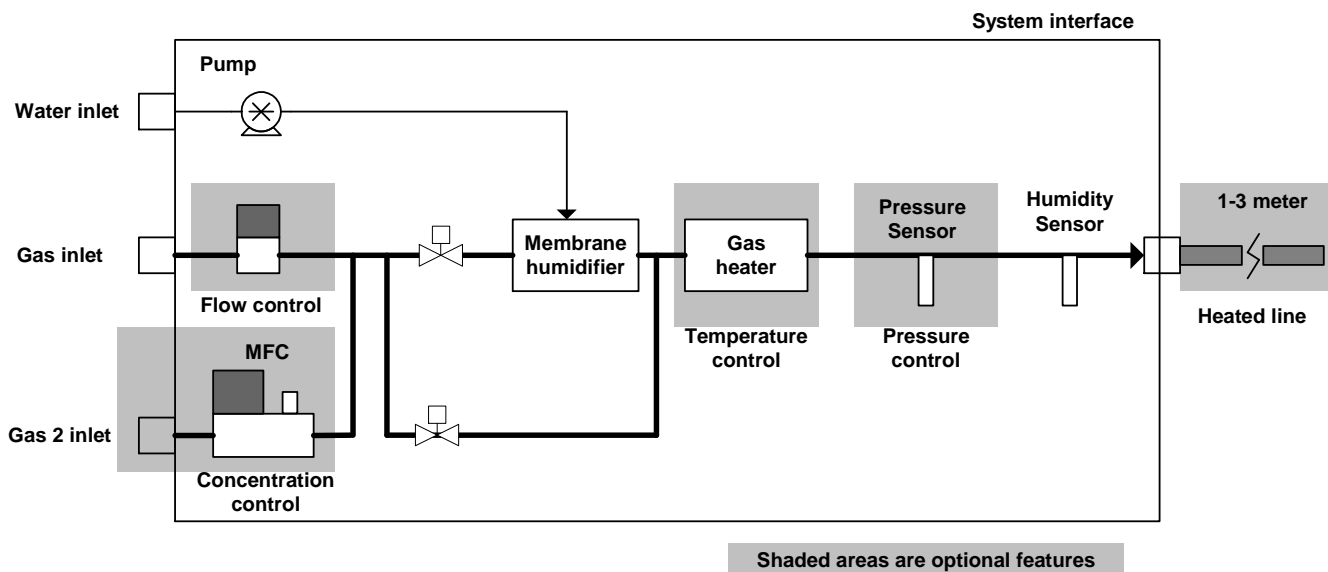 System interface
Pump
Water inlet
Gas inlet
Flow control
Membrane
humidifier
Gas
heater
Temperature
control
Pressure
Sensor
Pressure
control
Humidity
Sensor
1-3 meter
Heated line
MFC
Gas 2 inlet
Concentration
control
Shaded areas are optional features